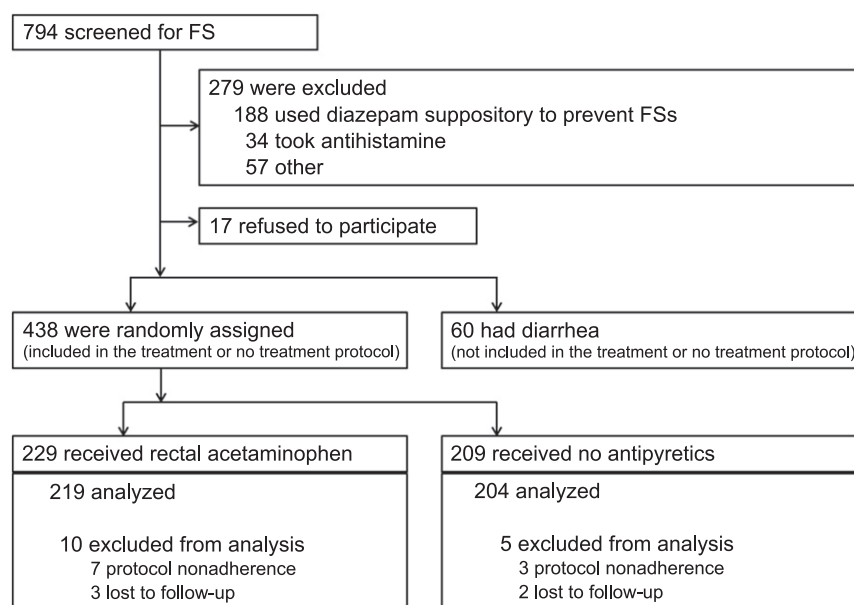 794 screened for FS
279 were excluded
188 used diazepam suppository to prevent FSs
34 took antihistamine
57 other
17 refused to participate
438 were randomly assigned
(included in the treatment or no treatment protocol)
60 had diarrhea
(not included in the treatment or no treatment protocol)
229 received rectal acetaminophen
219 analyzed
10 excluded from analysis
7 protocol nonadherence
3 lost to follow-up
209 received no antipyretics
204 analyzed
5 excluded from analysis
3 protocol nonadherence
2 lost to follow-up